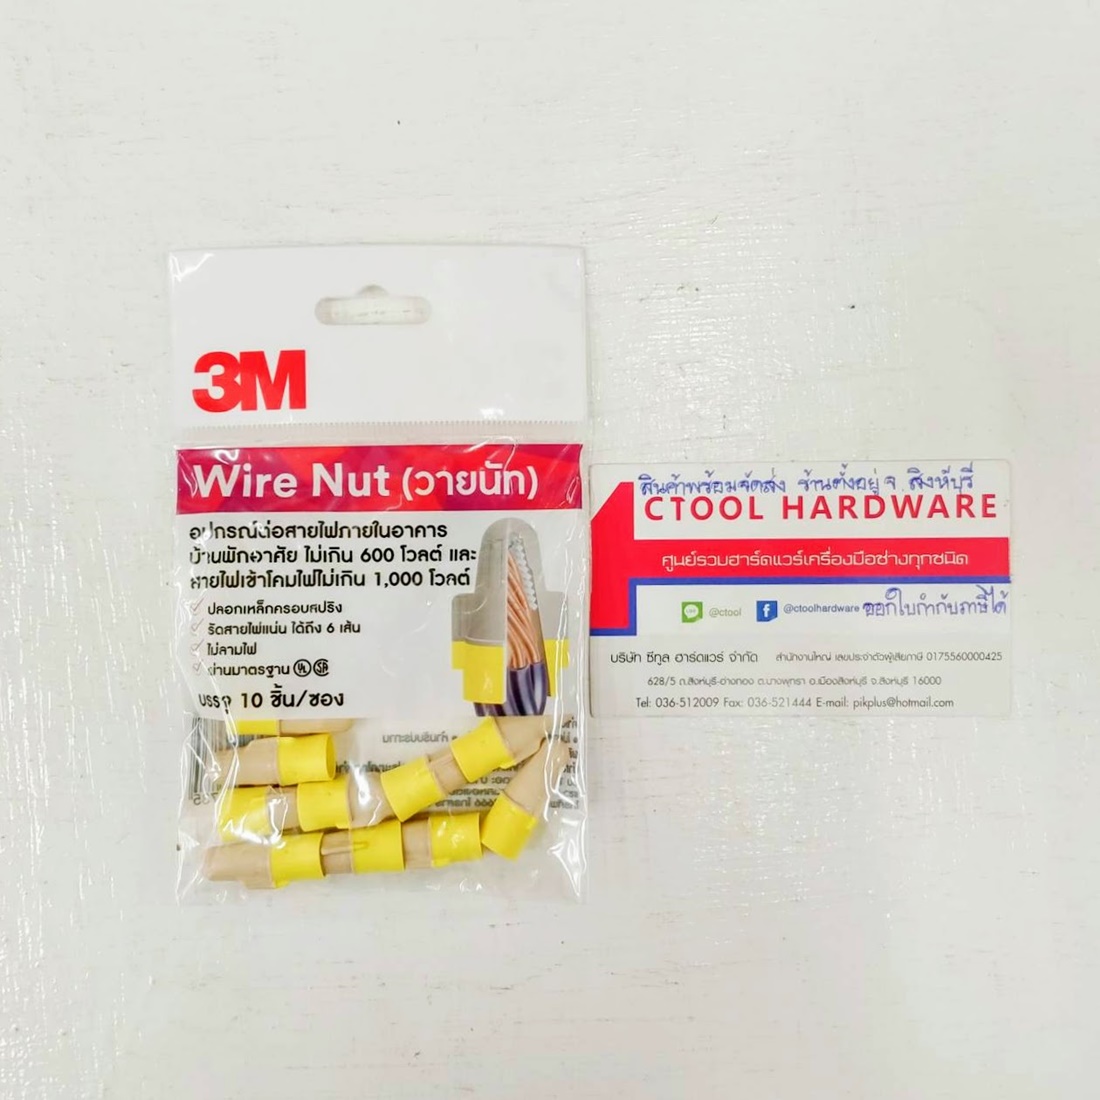 3M
Wire Nut (วายนัท)
อุปกรณ์ต่อสายไฟภายในอาคาร
บ้านพักอาศัย ไม่เกิน 600 โวลต์ และ
สายไฟเข้าโคมไฟไม่เกิน 1,000 โวลต์
ปลอกเหล็กครอบสปริง
รัดสายไฟแน่น ได้ถึง 6 เส้น
ไม่ลามไฟ
ผ่านมาตรฐาน UL SA
บรรจุ 10 ชิ้น/ซอง
สินค้าพร้อมจัดส่ง ร้านตั้งอยู่ จ.สิงห์บุรี
CTOOL HARDWARE
ศูนย์รวมฮาร์ดแวร์เครื่องมือช่างทุกชนิด
@ctool @ctoolhardware ออกใบกำกับภาษีได้
บริษัท ซีทูล ฮาร์ดแวร์ จำกัด สำนักงานใหญ่ เลขประจำตัวผู้เสียภาษี 0175560000425
628/5 ถ.สิงห์บุรี-อ่างทอง ต.บางพุทรา อ.เมืองสิงห์บุรี จ.สิงห์บุรี 16000
Tel: 036-512009 Fax: 036-521444 E-mail: pikplus@hotmail.com